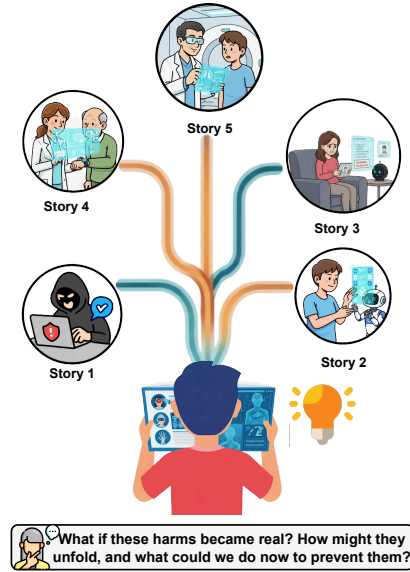 Story 5
Story 4
Story 3
Story 1
Story 2
What if these harms became real? How might they
unfold, and what could we do now to prevent them?